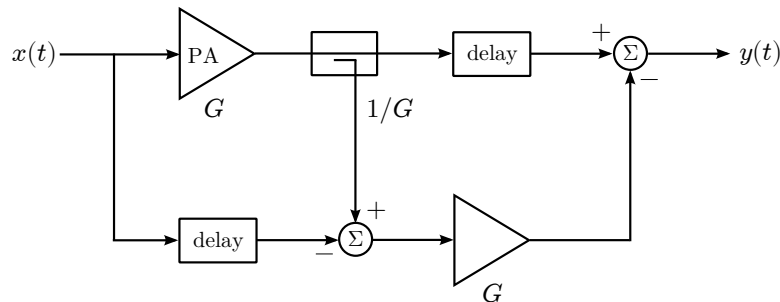 x(t)
PA
G
1/G
delay
+
Σ
−
y(t)
delay
−
+
Σ
G